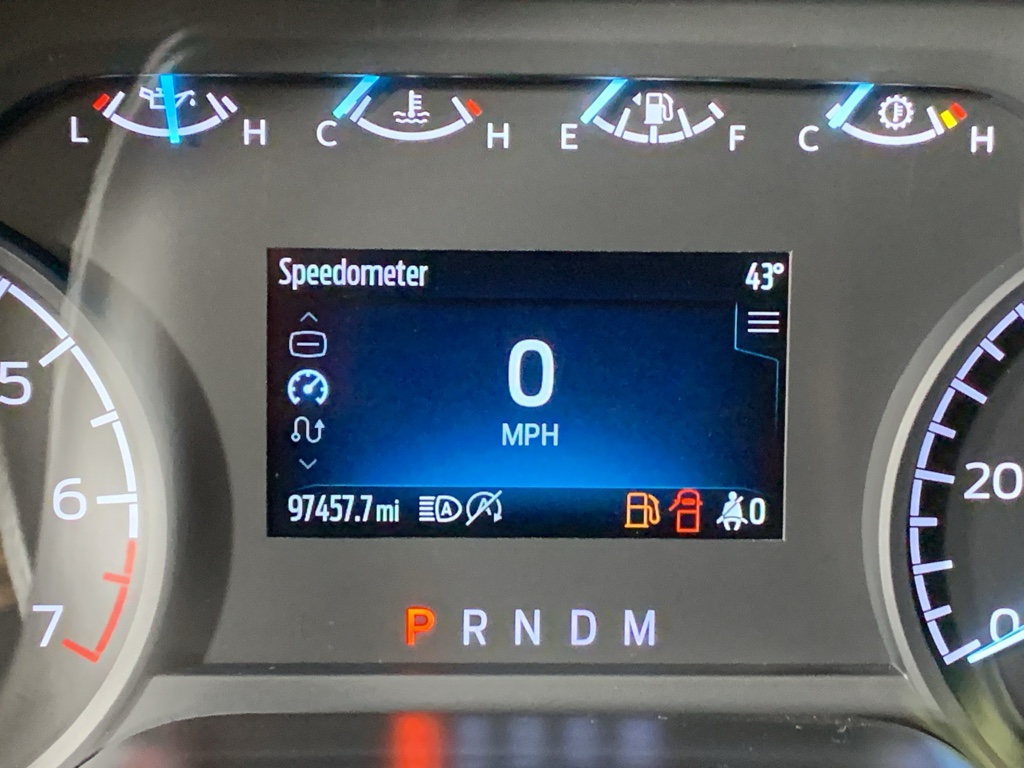 L H C H E F C H
Speedometer 43°
0
MPH
97457.7 mi A A 0
5
6
7
20
0
P R N D M